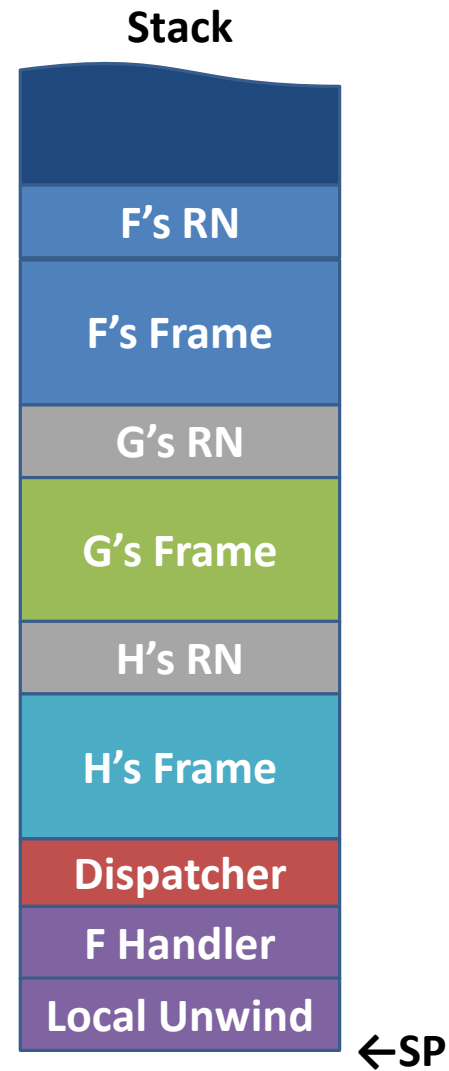 Stack
F’s RN
F’s Frame
G’s RN
G’s Frame
H’s RN
H’s Frame
Dispatcher
F Handler
Local Unwind
←SP